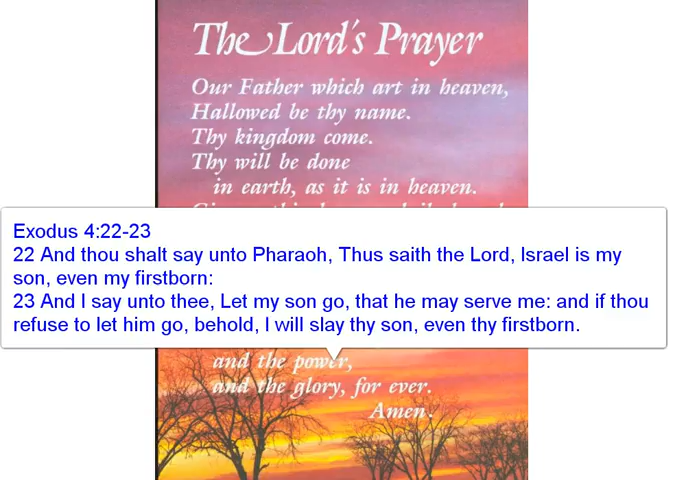 The Lord's Prayer
Our Father which art in heaven,
Hallowed be thy name.
Thy kingdom come.
Thy will be done
in earth, as it is in heaven.
Exodus 4:22-23
22 And thou shalt say unto Pharaoh, Thus saith the Lord, Israel is my
son, even my firstborn:
23 And I say unto thee, Let my son go, that he may serve me: and if thou
refuse to let him go, behold, I will slay thy son, even thy firstborn.
and the power,
and the glory, for ever.
Amen.